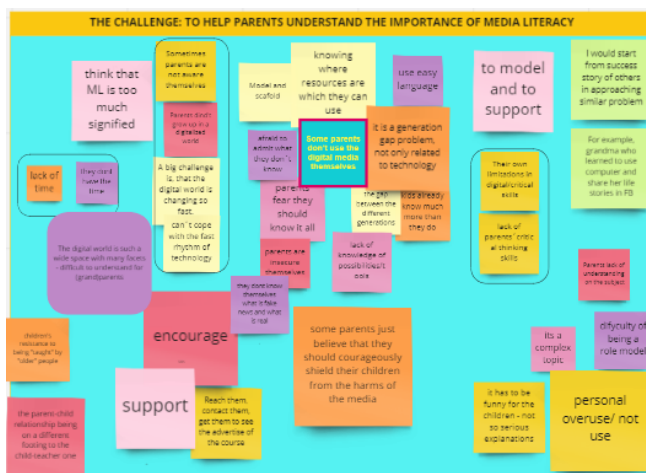 THE CHALLENGE: TO HELP PARENTS UNDERSTAND THE IMPORTANCE OF MEDIA LITERACY
think that
ML is too
much
signified
Sometimes
parents are
not aware
themselves
Parents didn't
grow up in a
digitalized
world
Model and
scafold
knowing
where
resources are
which they can
use
use easy
language
to model
and to
support
I would start
from success
story of others
in approaching
similar problem
lack of
time
they dont
have the
time
A big challenge
is, that the
digital world is
changing so
fast.
can´t cope
with the fast
rhythm of
technology
afraid to
admit what
they don´t
know
Some parents
don't use the
digital media
themselves
it is a generation
gap problem,
not only related
to technology
Their own
limitations in
digital/critical
skills
lack of
parents´critic
al thinking
skills
For example,
grandma who
learned to use
computer and
share her life
stories in FB
parents
fear they
should
know it all
the gap
between the
different
generations
kids already
know much
more than
they do
The digital world is such a
wide space with many facets
- difficult to understand for
(grand)parents
parents are
insecure
themselves
lack of
knowledge of
possibilities/t
ools
Parents lack of
understanding
on the subject
they dont know
themselves
what is fake
news and what
is real
encourage
...
some parents just
believe that they
should courageously
shield their children
from the harms of
the media
children's
resistance to
being "taught" by
"older" people
its a
complex
topic
difyculty of
being a
role model
support
Reach them,
contact them,
get them to see
the advertise of
the course
the parent-child
relationship being
on a different
footing to the
child-teacher one
it has to be
funny for the
children - not
so serious
explanations
personal
overuse/ not
use